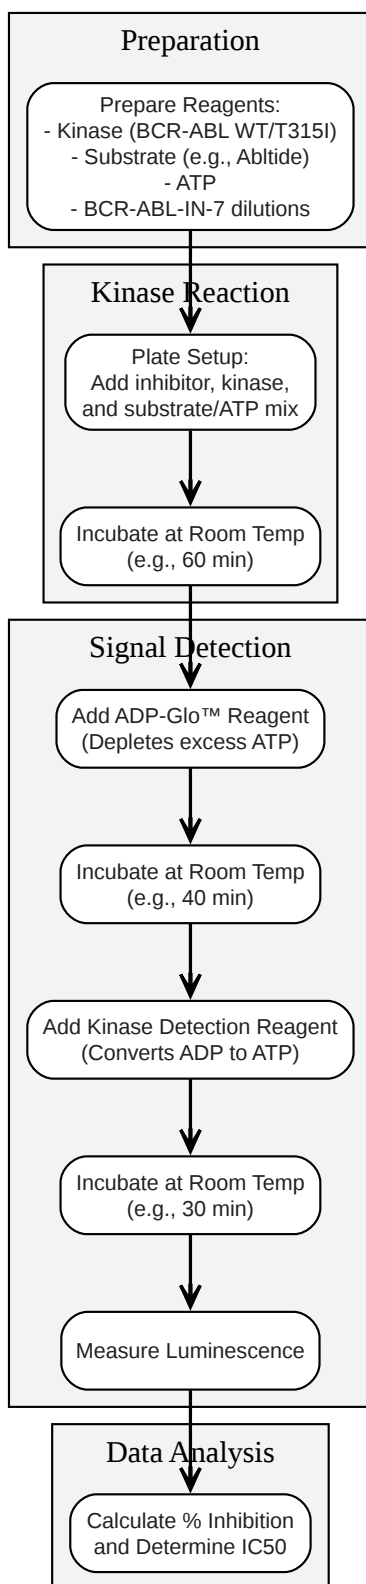 Preparation
Prepare Reagents:
- Kinase (BCR-ABL WT/T315I)
- Substrate (e.g., Abltide)
- ATP
- BCR-ABL-IN-7 dilutions
Kinase Reaction
Plate Setup:
Add inhibitor, kinase,
and substrate/ATP mix
Incubate at Room Temp
(e.g., 60 min)
Signal Detection
Add ADP-Glo™ Reagent
(Depletes excess ATP)
Incubate at Room Temp
(e.g., 40 min)
Add Kinase Detection Reagent
(Converts ADP to ATP)
Incubate at Room Temp
(e.g., 30 min)
Measure Luminescence
Data Analysis
Calculate % Inhibition
and Determine IC50